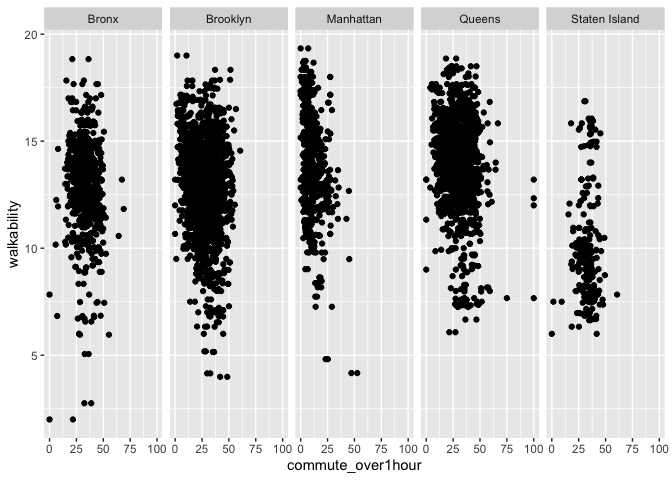 Bronx Brooklyn Manhattan Queens Staten Island
20
15
10
5
walkability
0 25 50 75 100 0 25 50 75 100 0 25 50 75 100 0 25 50 75 100 0 25 50 75 100
commute_over1hour